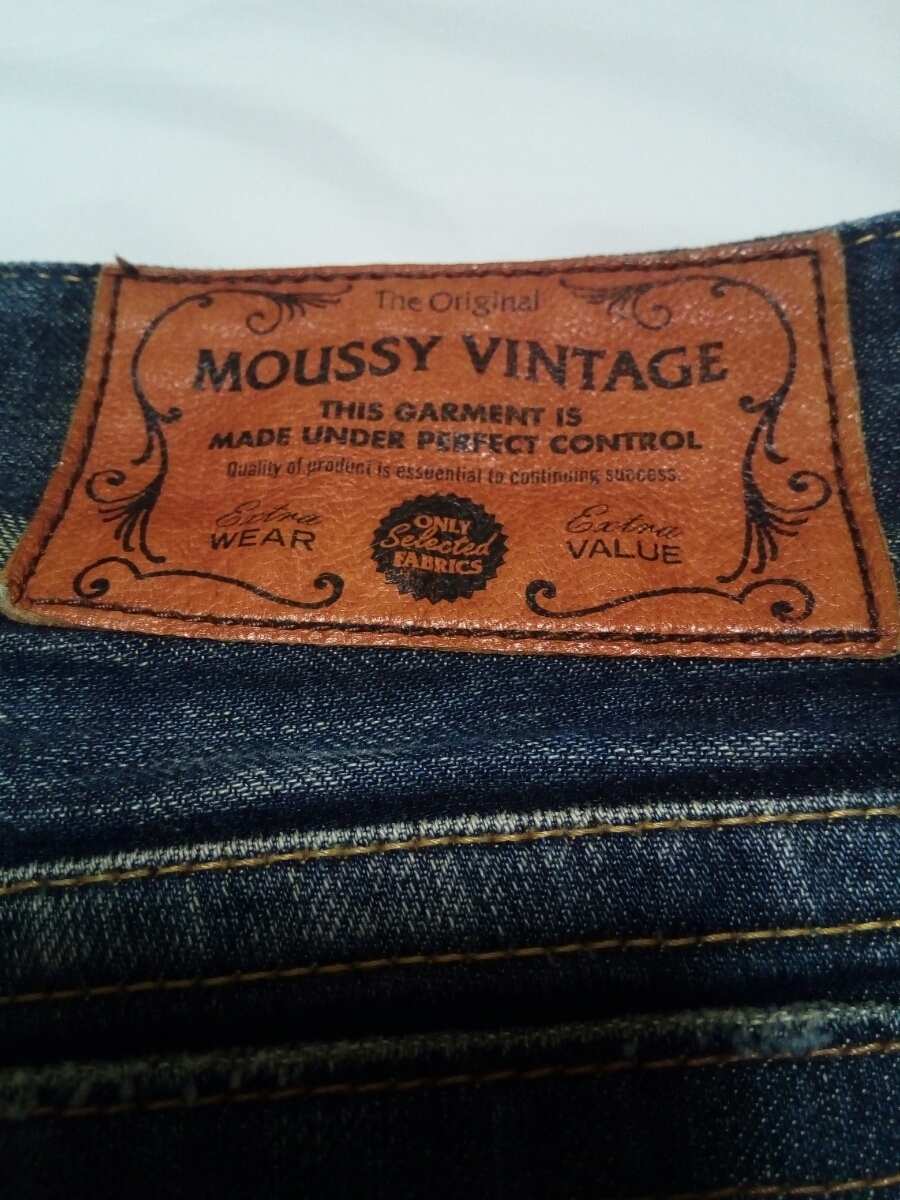 The Original
MOUSSY VINTAGE
THIS GARMENT IS
MADE UNDER PERFECT CONTROL
Quality of product is essuential to continuing success.
Extra
WEAR
ONLY
Selected
FABRICS
Extra
VALUE